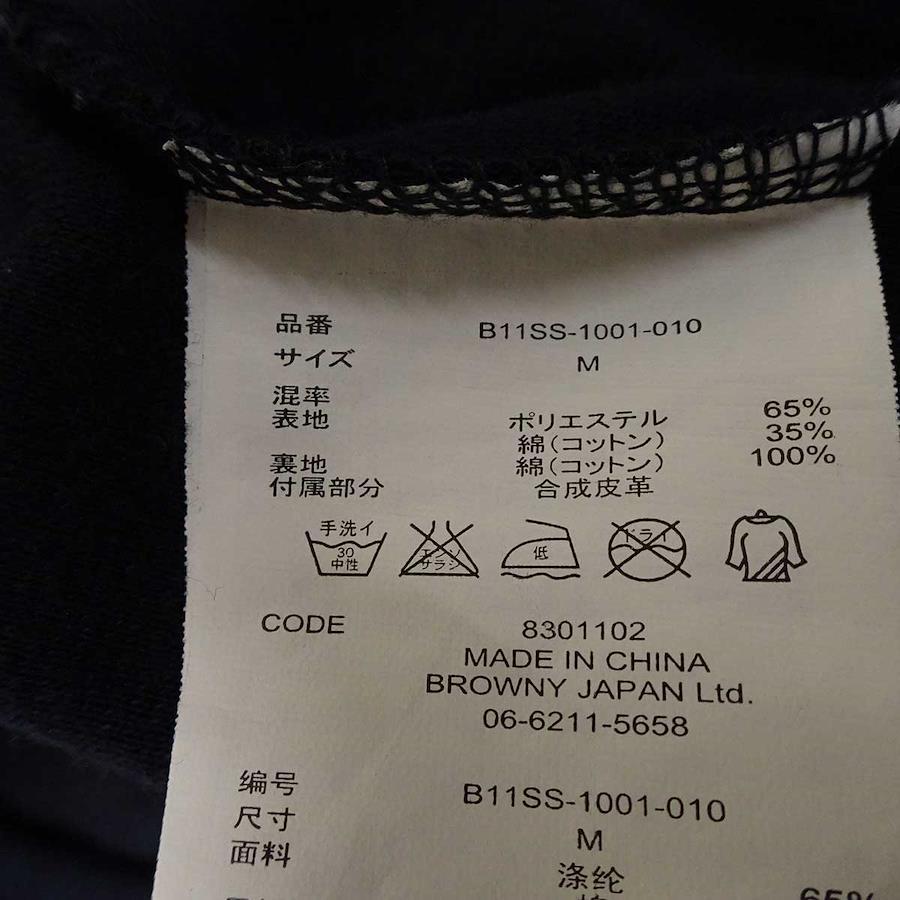 品番 B11SS-1001-010
サイズ M
混率
表地 ポリエステル 65%
綿(コットン) 35%
裏地 綿(コットン) 100%
付属部分 合成皮革
手洗イ 30 中性 エンソ サラシ 低 ドライ
CODE 8301102
MADE IN CHINA
BROWNY JAPAN Ltd.
06-6211-5658
编号 B11SS-1001-010
尺寸 M
面料 涤纶
65%